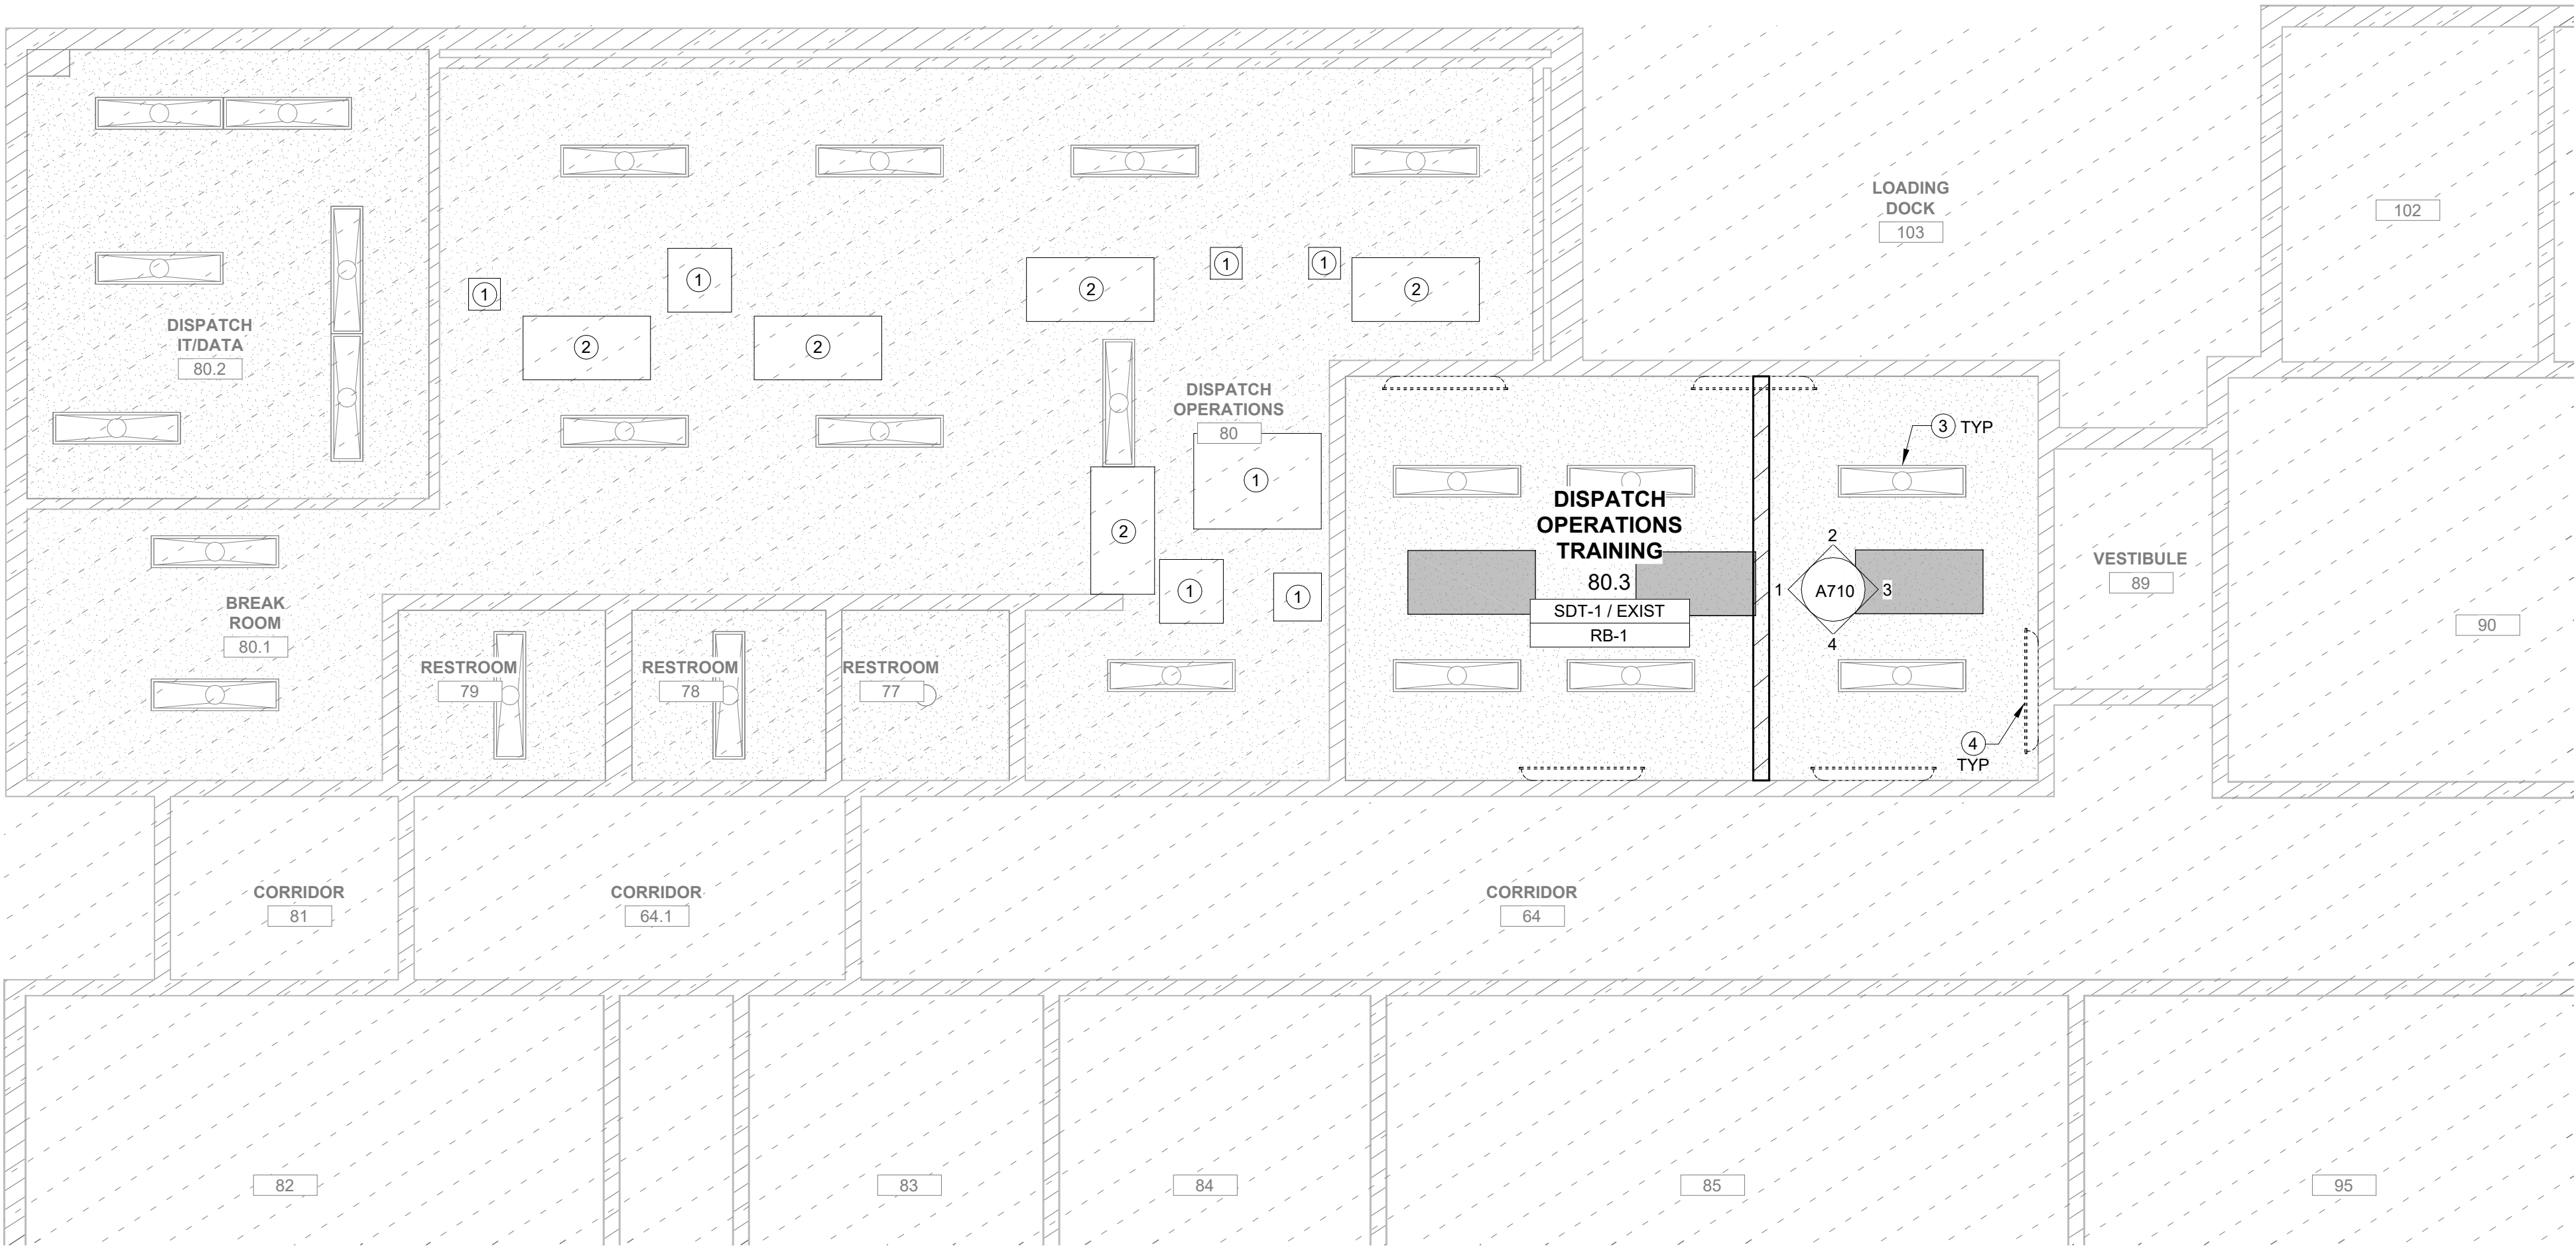 LOADING
DOCK
103
102
1
1
1
1
2
2
2
2
DISPATCH
IT/DATA
80.2
DISPATCH
OPERATIONS
80
1
2
1
1
3 TYP
DISPATCH
OPERATIONS
TRAINING
80.3
SDT-1 / EXIST
RB-1
2
1
A710
3
4
4
TYP
VESTIBULE
89
90
BREAK
ROOM
80.1
RESTROOM
79
RESTROOM
78
RESTROOM
77
CORRIDOR
81
CORRIDOR
64.1
CORRIDOR
64
82
83
84
85
95